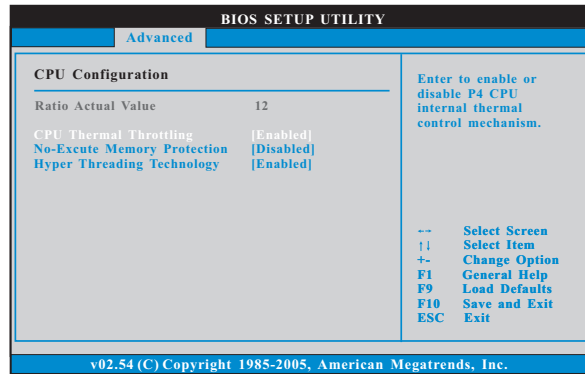 BIOS SETUP UTILITY
Advanced
CPU Configuration
Ratio Actual Value 12
CPU Thermal Throttling [Enabled]
No-Excute Memory Protection [Disabled]
Hyper Threading Technology [Enabled]
Enter to enable or
disable P4 CPU
internal thermal
control mechanism.
←→ Select Screen
↑↓ Select Item
+- Change Option
F1 General Help
F9 Load Defaults
F10 Save and Exit
ESC Exit
v02.54 (C) Copyright 1985-2005, American Megatrends, Inc.